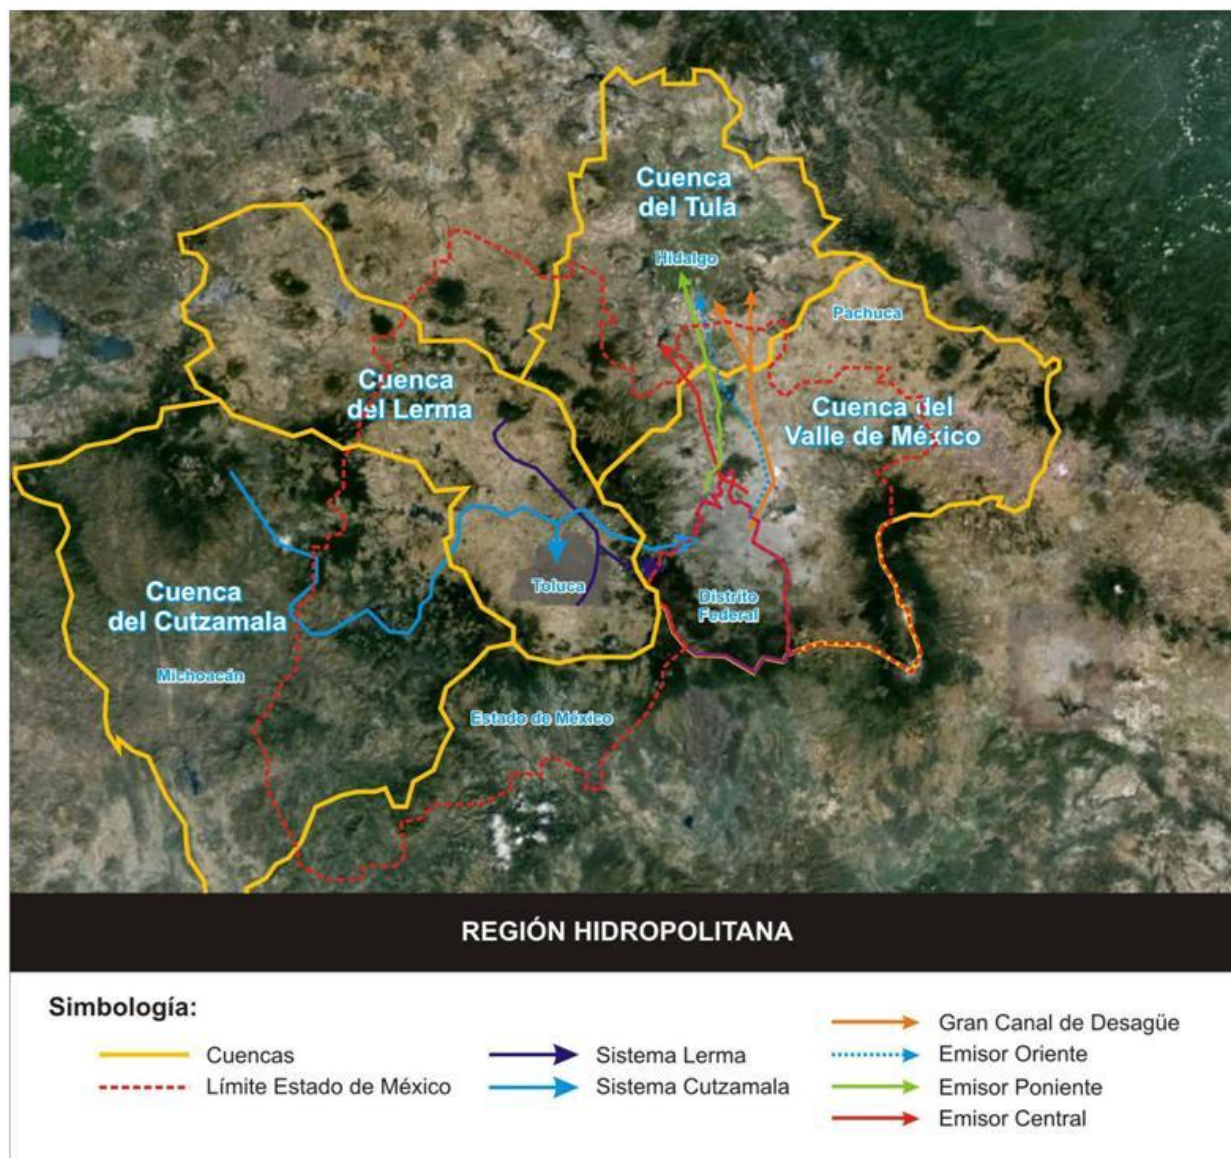 Cuenca
del Tula
Hidalgo
Pachuca
Cuenca
del Lerma
Cuenca del
Valle de México
Toluca
Distrito
Federal
Cuenca
del Cutzamala
Michoacán
Estado de México
REGIÓN HIDROPOLITANA
Simbología:
Cuencas
Límite Estado de México
Sistema Lerma
Sistema Cutzamala
Gran Canal de Desagüe
Emisor Oriente
Emisor Poniente
Emisor Central